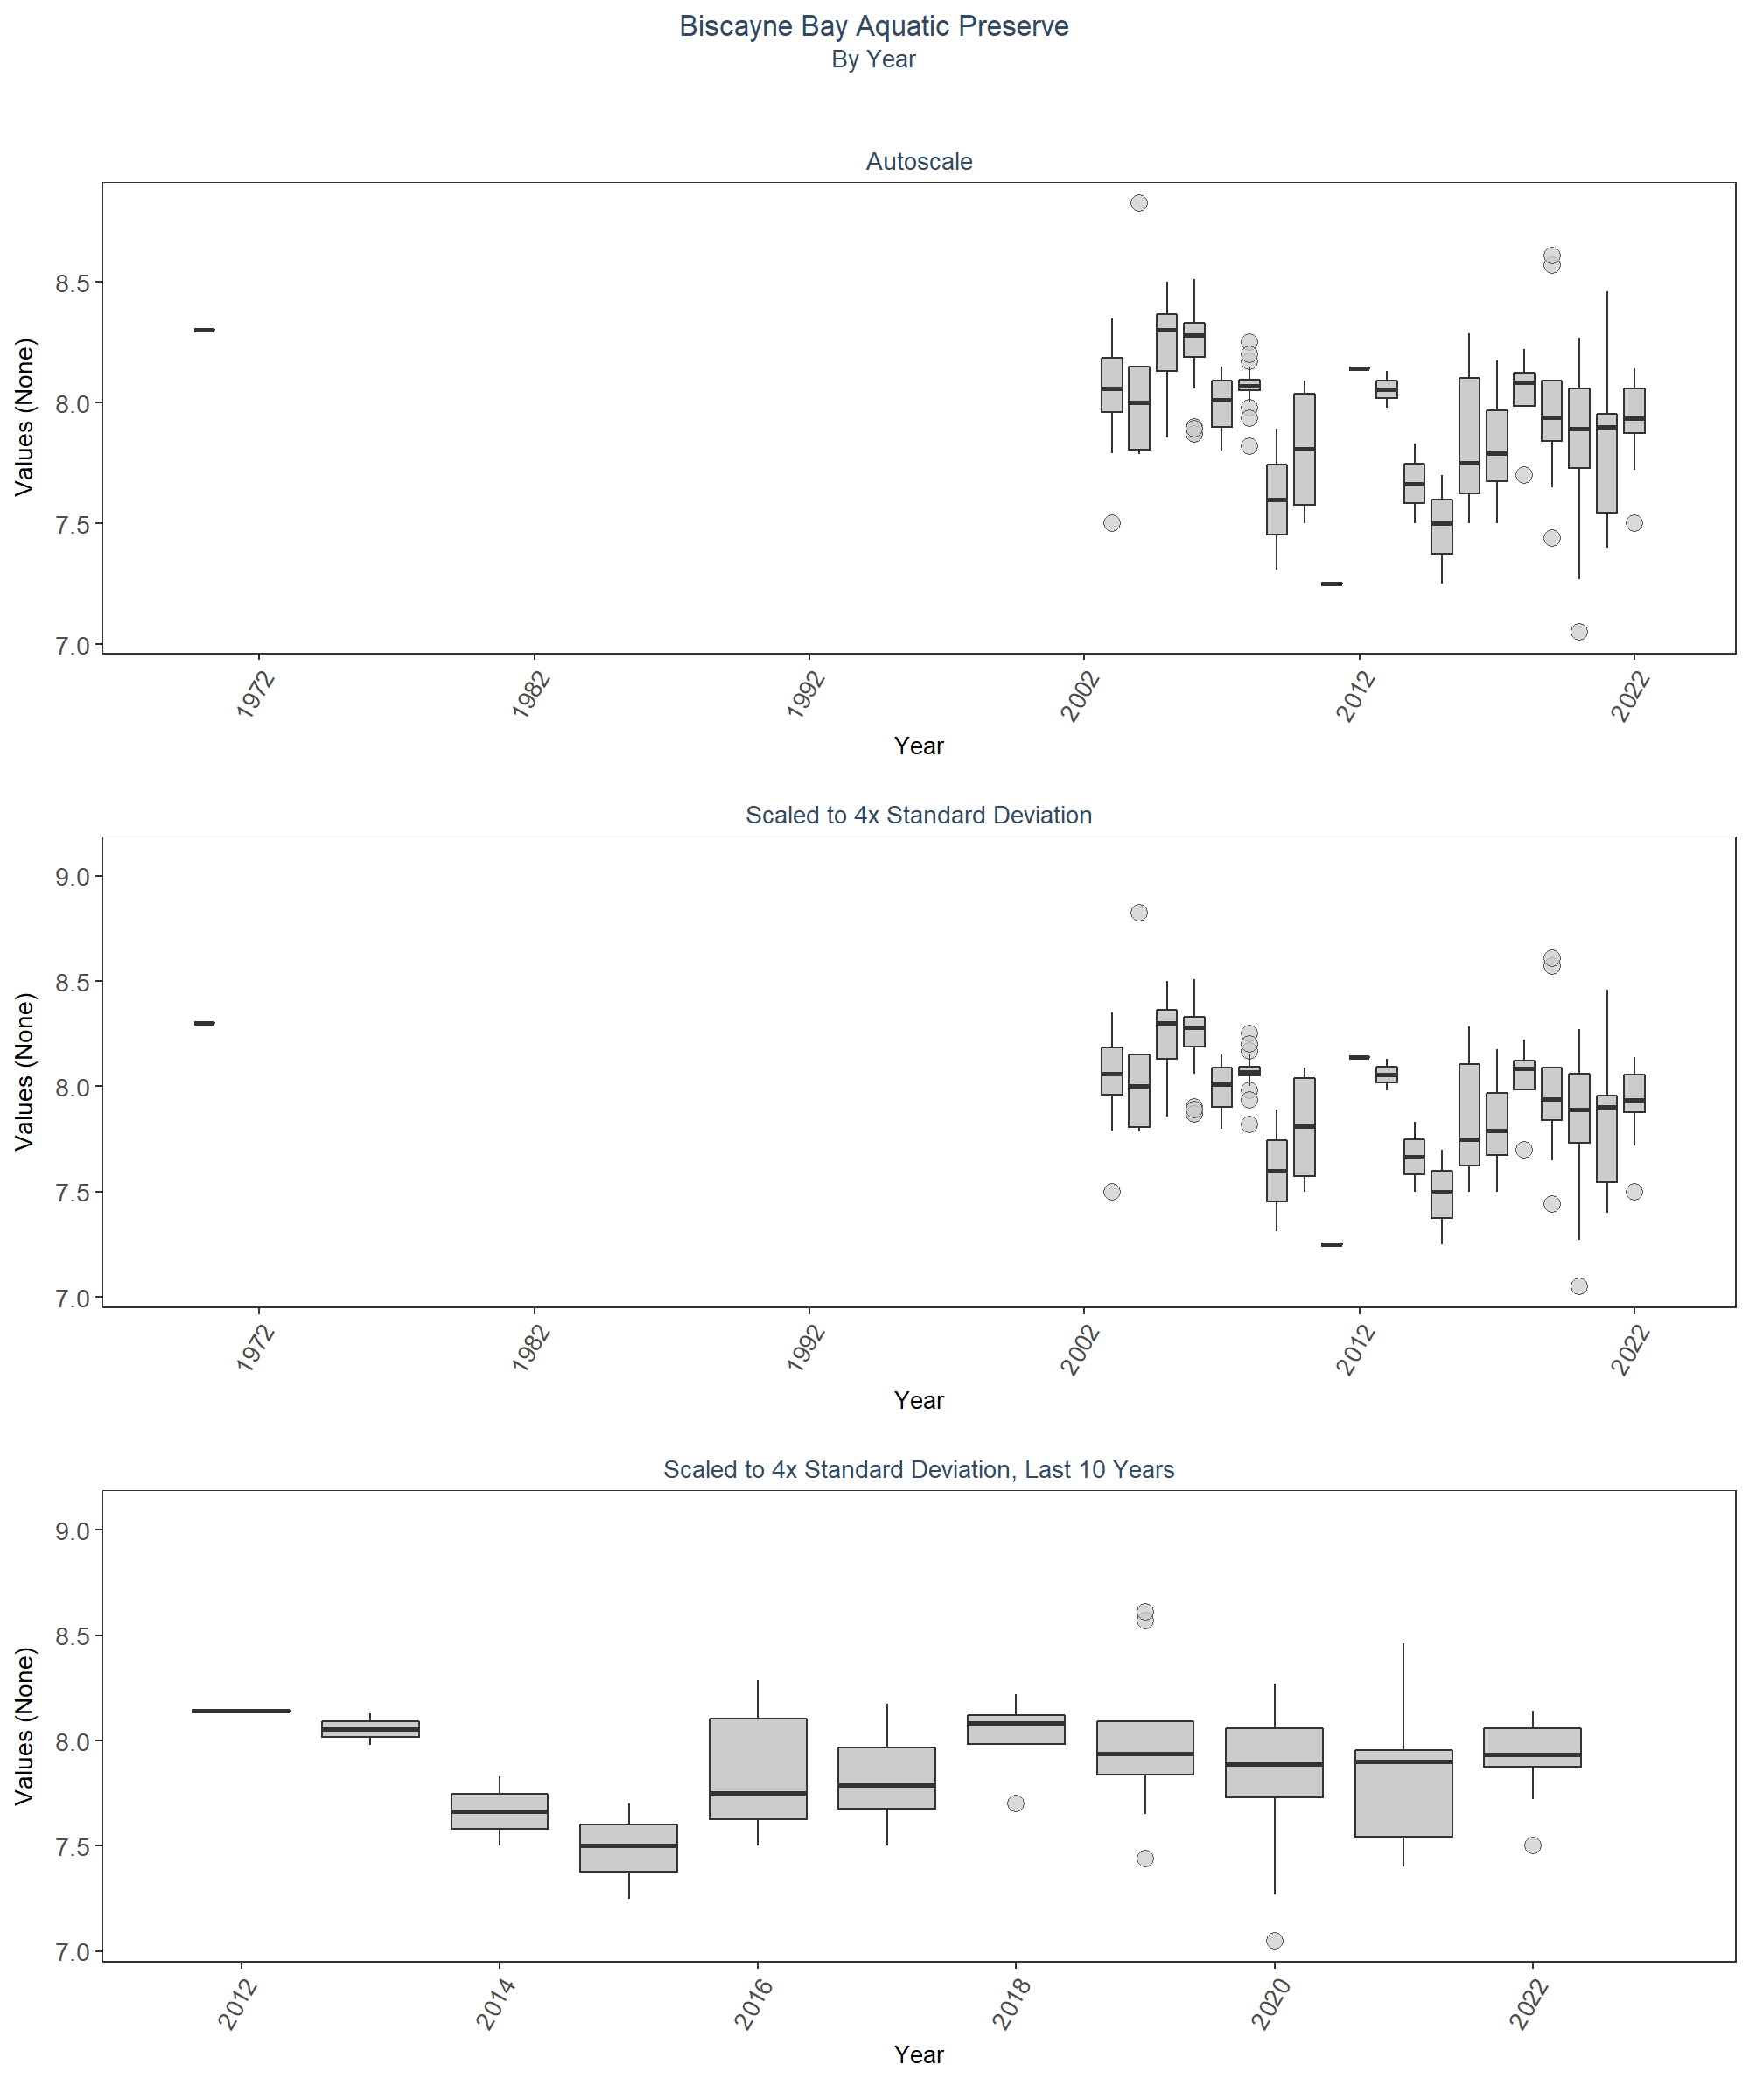 Biscayne Bay Aquatic Preserve
By Year
Autoscale
Values (None)
8.5
8.0
7.5
7.0
1972
1982
1992
2002
2012
2022
Year
Scaled to 4x Standard Deviation
Values (None)
9.0
8.5
8.0
7.5
7.0
1972
1982
1992
2002
2012
2022
Year
Scaled to 4x Standard Deviation, Last 10 Years
Values (None)
9.0
8.5
8.0
7.5
7.0
2012
2014
2016
2018
2020
2022
Year